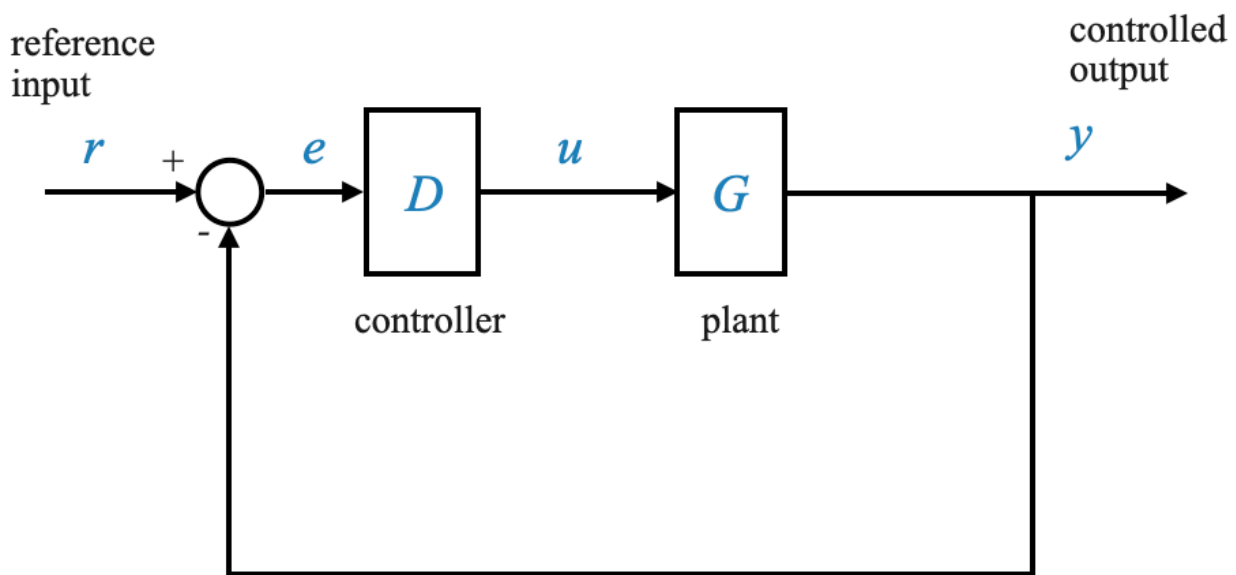 reference
input
controlled
output
r
+
e
u
y
D
G
-
controller
plant